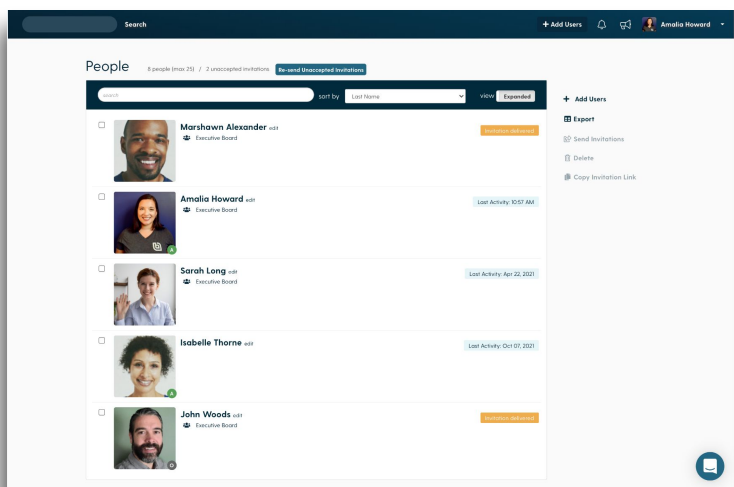 Search
+ Add Users
Amalia Howard
People
8 people (max 25) / 2 unaccepted invitations
Re-send Unaccepted Invitations
search
sort by
Last Name
view
Expanded
Marshawn Alexander edit
Executive Board
Invitation delivered
Amalia Howard edit
Executive Board
Last Activity: 10:57 AM
A
Sarah Long edit
Executive Board
Last Activity: Apr 22, 2021
Isabelle Thorne edit
Last Activity: Oct 07, 2021
A
John Woods edit
Executive Board
Invitation delivered
O
+ Add Users
Export
Send Invitations
Delete
Copy Invitation Link